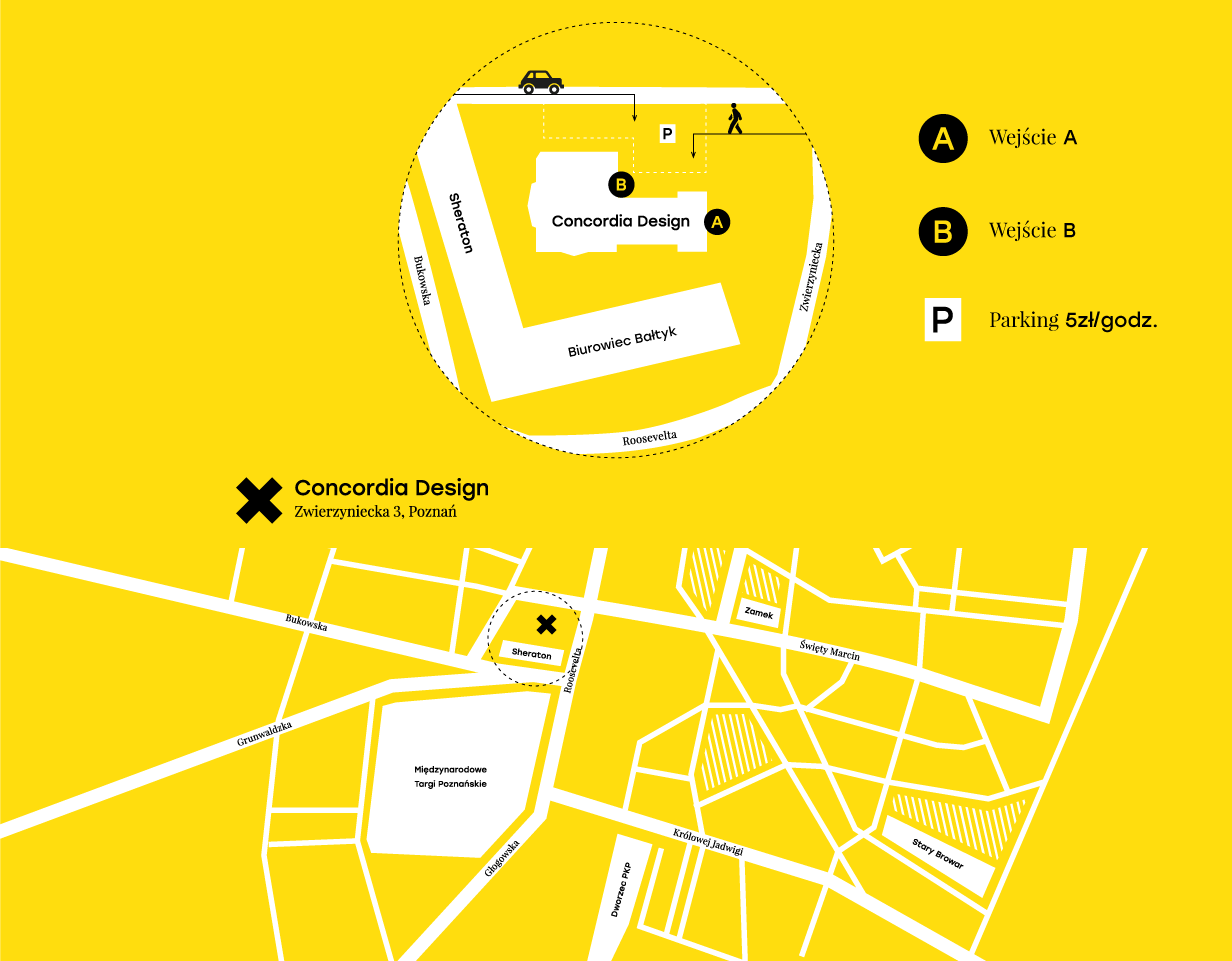 P
B
Concordia Design
A
Sheraton
Bukowska
Zwierzyniecka
Biurowiec Bałtyk
Roosevelta
A Wejście A
B Wejście B
P Parking 5zł/godz.
Concordia Design
Zwierzyniecka 3, Poznań
Zamek
Bukowska
Sheraton
Roosevelta
Święty Marcin
Grunwaldzka
Międzynarodowe
Targi Poznańskie
Głogowska
Królowej Jadwigi
Dworzec PKP
Stary Browar